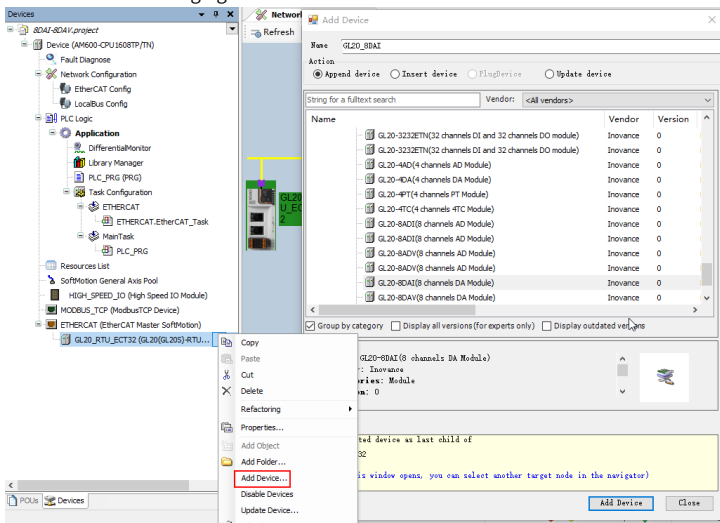 Devices
8DAI-8DAV.project
Device (AM600-CPU1608TP/TN)
Fault Diagnose
Network Configuration
EtherCAT Config
LocalBus Config
PLC Logic
Application
DifferentialMonitor
Library Manager
PLC_PRG (PRG)
Task Configuration
ETHERCAT
ETHERCAT.EtherCAT_Task
MainTask
PLC_PRG
Resources List
SoftMotion General Axis Pool
HIGH_SPEED_IO (High Speed IO Module)
MODBUS_TCP (ModbusTCP Device)
ETHERCAT (EtherCAT Master SoftMotion)
GL20_RTU_ECT32 (GL20(GL20S)-RTU...
POUs
Devices
Networ
Refresh
GL20
U_EC
2
Copy
Paste
Cut
Delete
Refactoring
Properties...
Add Object
Add Folder...
Add Device...
Disable Devices
Update Device...
Add Device
Name GL20_8DAI
Action
Append device Insert device PlugDevice Update device
String for a fulltext search Vendor: <All vendors>
Name Vendor Version
GL20-3232ETN(32 channels DI and 32 channels DO module) Inovance 0
GL20-3232ETN(32 channels DI and 32 channels DO module) Inovance 0
GL20-4AD(4 channels AD Module) Inovance 0
GL20-4DA(4 channels DA Module) Inovance 0
GL20-4PT(4 channels PT Module) Inovance 0
GL20-4TC(4 channels 4TC Module) Inovance 0
GL20-8ADI(8 channels AD Module) Inovance 0
GL20-8ADI(8 channels AD Module) Inovance 0
GL20-8ADV(8 channels AD Module) Inovance 0
GL20-8ADV(8 channels AD Module) Inovance 0
GL20-8DAI(8 channels DA Module) Inovance 0
GL20-8DAV(8 channels DA Module) Inovance 0
Group by category Display all versions (for experts only) Display outdated versions
GL20-8DAI(8 channels DA Module)
: Inovance
ries: Module
n: 0
ted device as last child of
32
is window opens, you can select another target node in the navigator)
Add Device Close